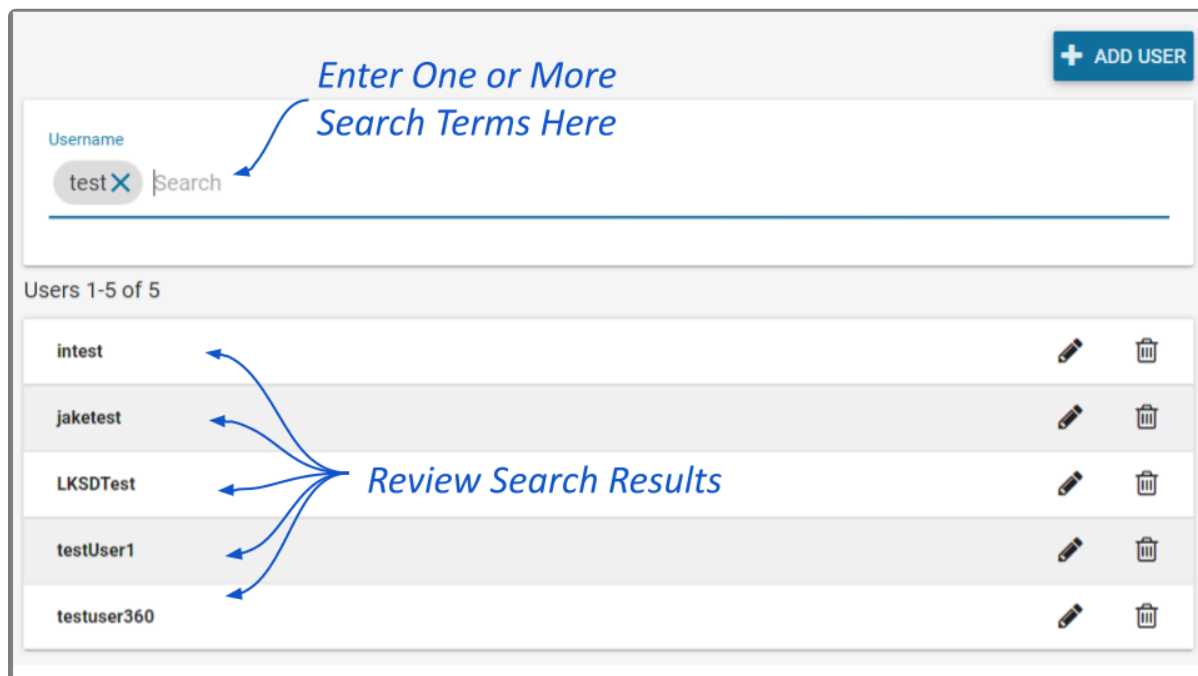 ADD USER
Enter One or More
Search Terms Here
Username
test Search
Users 1-5 of 5
intest
jaketest
LKSDTest
Review Search Results
testUser1
testuser360